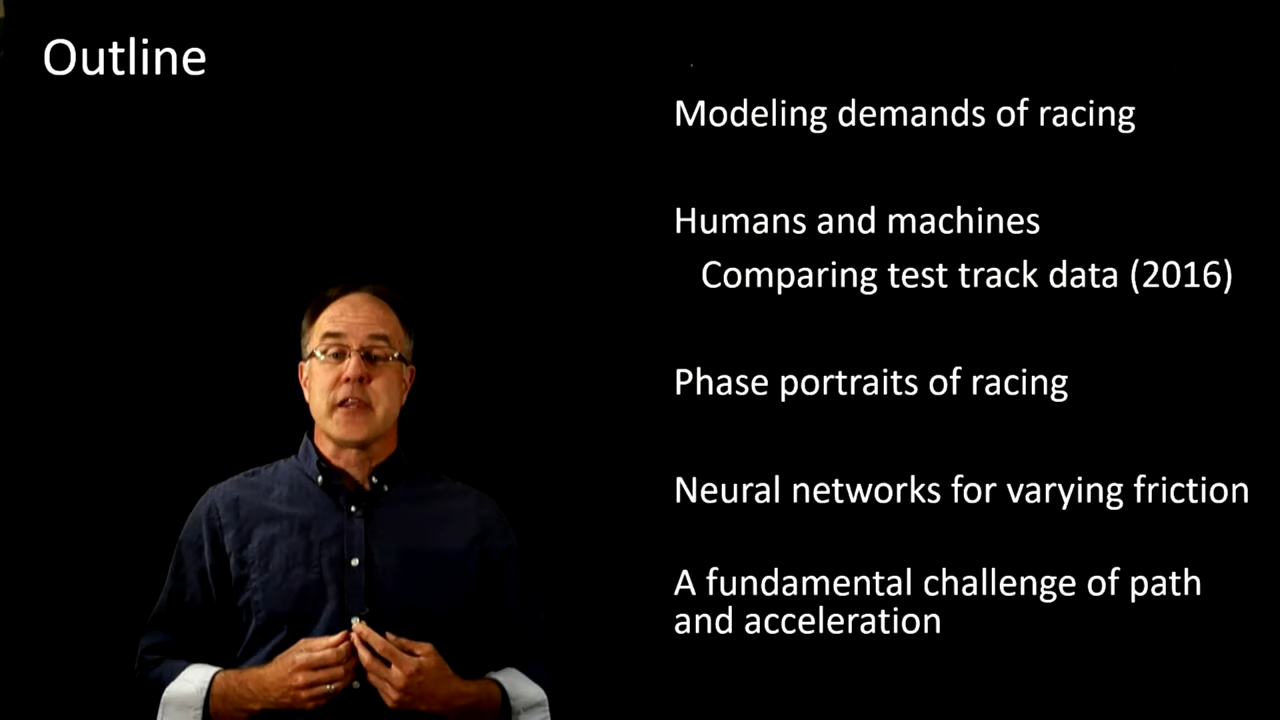 Outline
Modeling demands of racing
Humans and machines
Comparing test track data (2016)
Phase portraits of racing
Neural networks for varying friction
A fundamental challenge of path
and acceleration